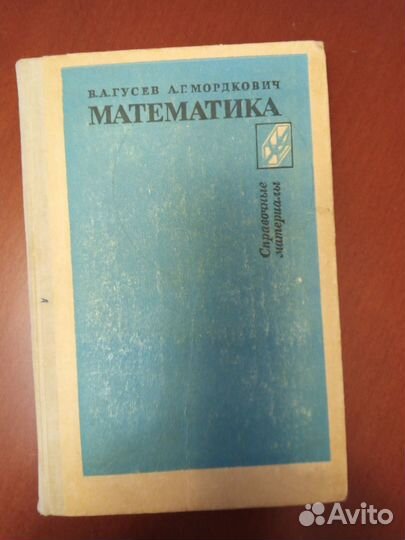 В.А.ГУСЕВ А.Г.МОРДКОВИЧ
МАТЕМАТИКА
Справочные
материалы
Avito